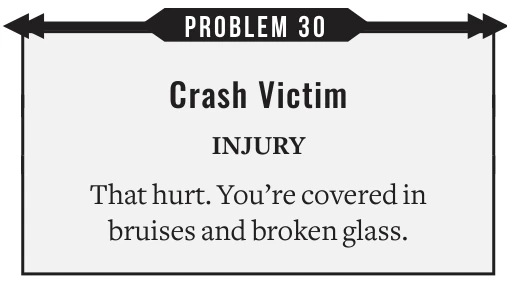 PROBLEM 30
Crash Victim
INJURY
That hurt. You’re covered in
bruises and broken glass.